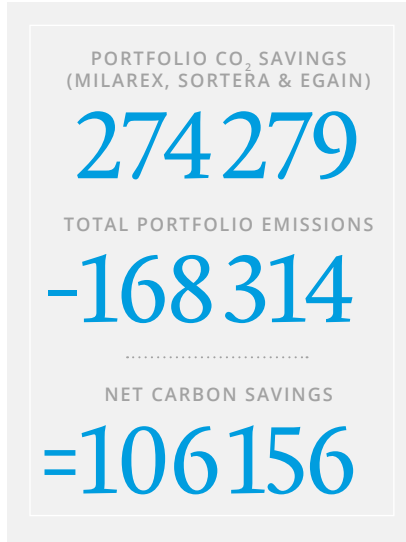 PORTFOLIO CO₂ SAVINGS
(MILAREX, SORTERA & EGAIN)
274 279
TOTAL PORTFOLIO EMISSIONS
–168 314
NET CARBON SAVINGS
=106 156